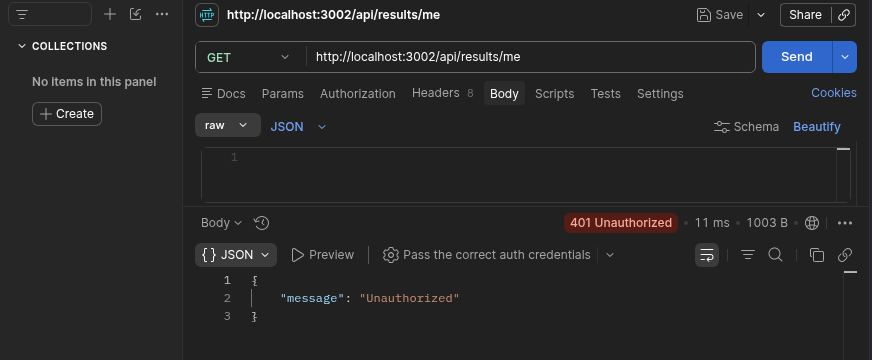 HTTP http://localhost:3002/api/results/me Save Share
COLLECTIONS
No items in this panel
Create
GET http://localhost:3002/api/results/me Send
Docs Params Authorization Headers 8 Body Scripts Tests Settings Cookies
raw JSON Schema Beautify
1
Body 401 Unauthorized • 11 ms • 1003 B
{} JSON Preview Pass the correct auth credentials
1 {
2 "message": "Unauthorized"
3 }